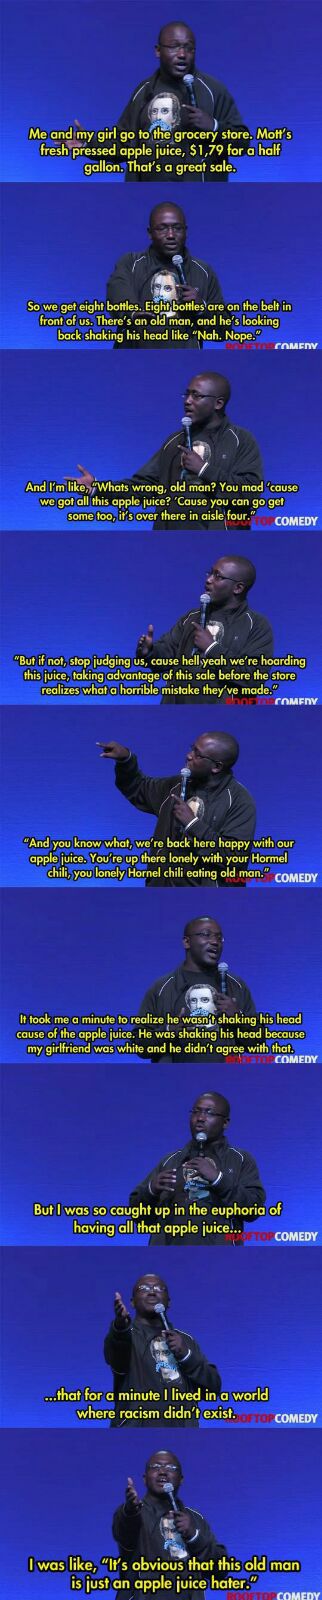 Me and my girl go to the grocery store. Mott's
fresh pressed apple juice, $1,79 for a half
gallon. That's a great sale.
So we get eight bottles. Eight bottles are on the belt in
front of us. There's an old man, and he's looking
back shaking his head like "Nah. Nope."
ROOFTOPCOMEDY
And I'm like, "Whats wrong, old man? You mad 'cause
we got all this apple juice? 'Cause you can go get
some too, it's over there in aisle four."
ROOFTOPCOMEDY
"But if not, stop judging us, cause hell yeah we're hoarding
this juice, taking advantage of this sale before the store
realizes what a horrible mistake they've made."
ROOFTOPCOMEDY
"And you know what, we're back here happy with our
apple juice. You're up there lonely with your Hormel
chili, you lonely Hornel chili eating old man."
ROOFTOPCOMEDY
It took me a minute to realize he wasn't shaking his head
cause of the apple juice. He was shaking his head because
my girlfriend was white and he didn't agree with that.
ROOFTOPCOMEDY
But I was so caught up in the euphoria of
having all that apple juice...
ROOFTOPCOMEDY
...that for a minute I lived in a world
where racism didn't exist.
ROOFTOPCOMEDY
I was like, "It's obvious that this old man
is just an apple juice hater."
ROOFTOPCOMEDY